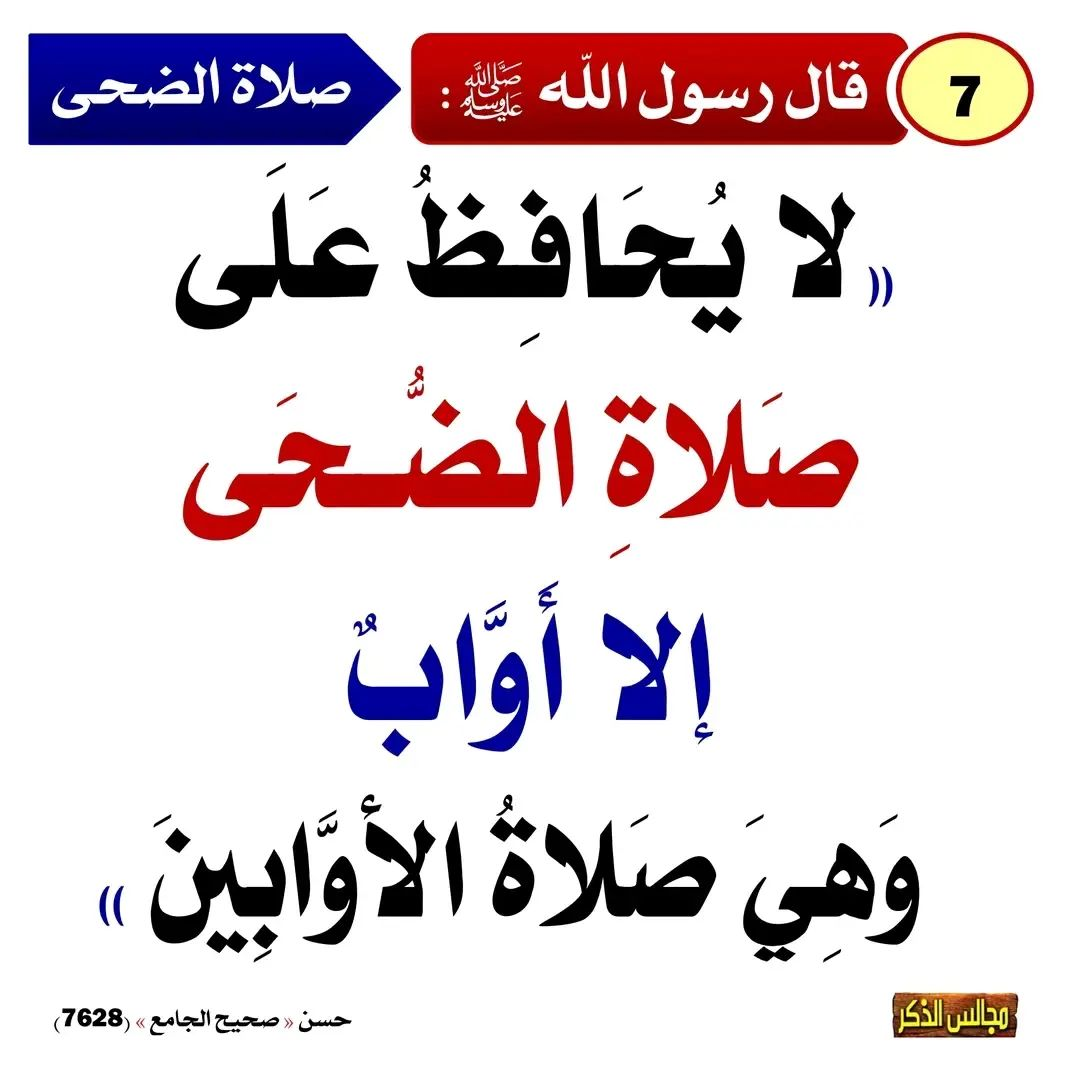 7
قال رسول الله ﷺ :
صلاة الضحى
(( لا يُحَافِظُ عَلَى
صَلاةِ الضُّحَى
إلا أَوَّابٌ
وَهِيَ صَلاةُ الأوَّابِينَ ))
حسن « صحيح الجامع » (7628)
مجالس الذكر